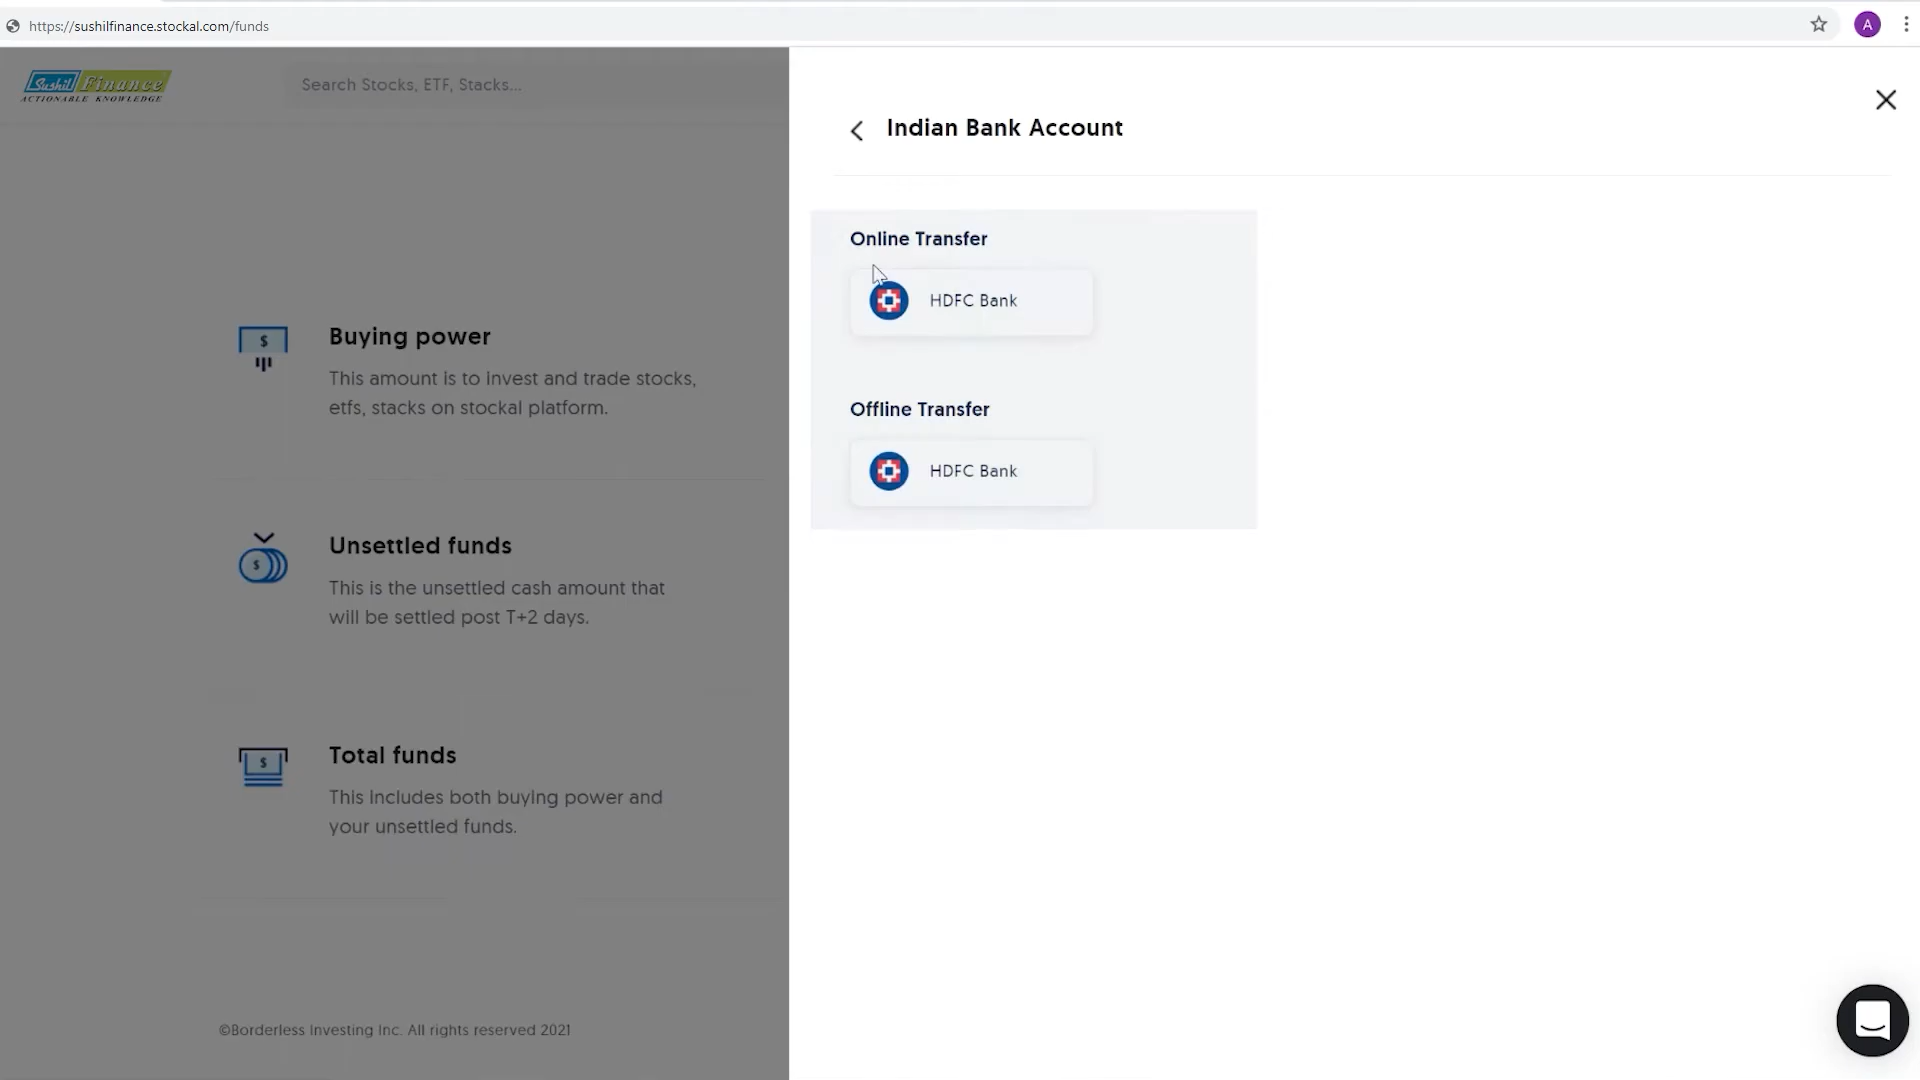 https://sushilfinance.stockal.com/funds
A
Sushil Finance
ACTIONABLE KNOWLEDGE
Search Stocks, ETF, Stacks...
Buying power
This amount is to invest and trade stocks,
etfs, stacks on stockal platform.
Unsettled funds
This is the unsettled cash amount that
will be settled post T+2 days.
Total funds
This includes both buying power and
your unsettled funds.
©Borderless Investing Inc. All rights reserved 2021
Indian Bank Account
Online Transfer
HDFC Bank
Offline Transfer
HDFC Bank